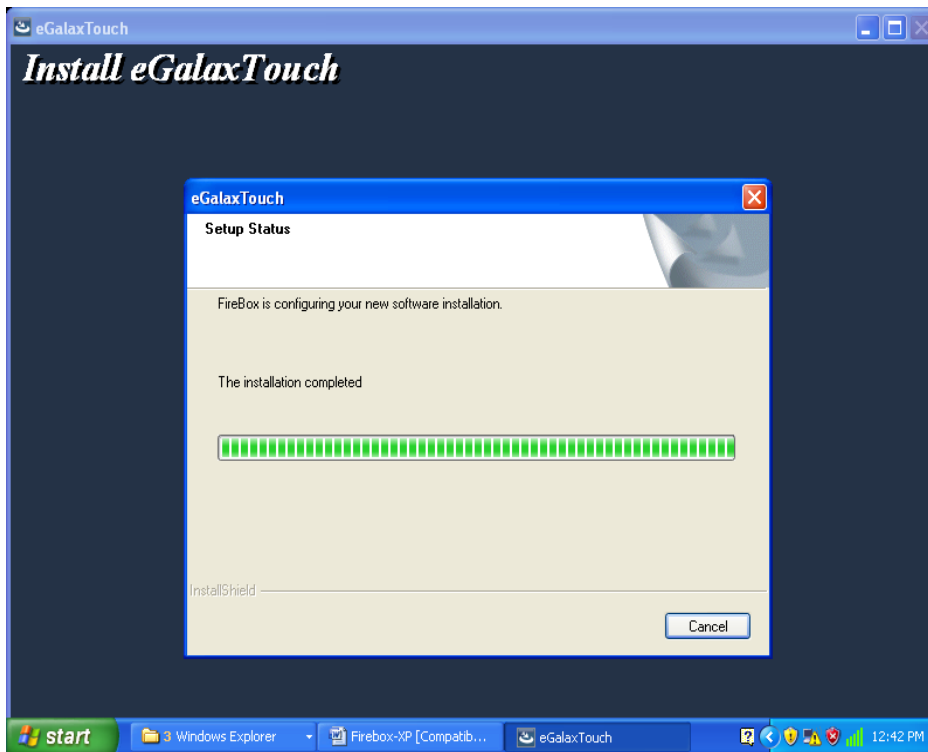 eGalaxTouch
Install eGalaxTouch
eGalaxTouch
Setup Status
FireBox is configuring your new software installation.
The installation completed
InstallShield
Cancel
start
3 Windows Explorer
Firebox-XP [Compatib...
eGalaxTouch
12:42 PM